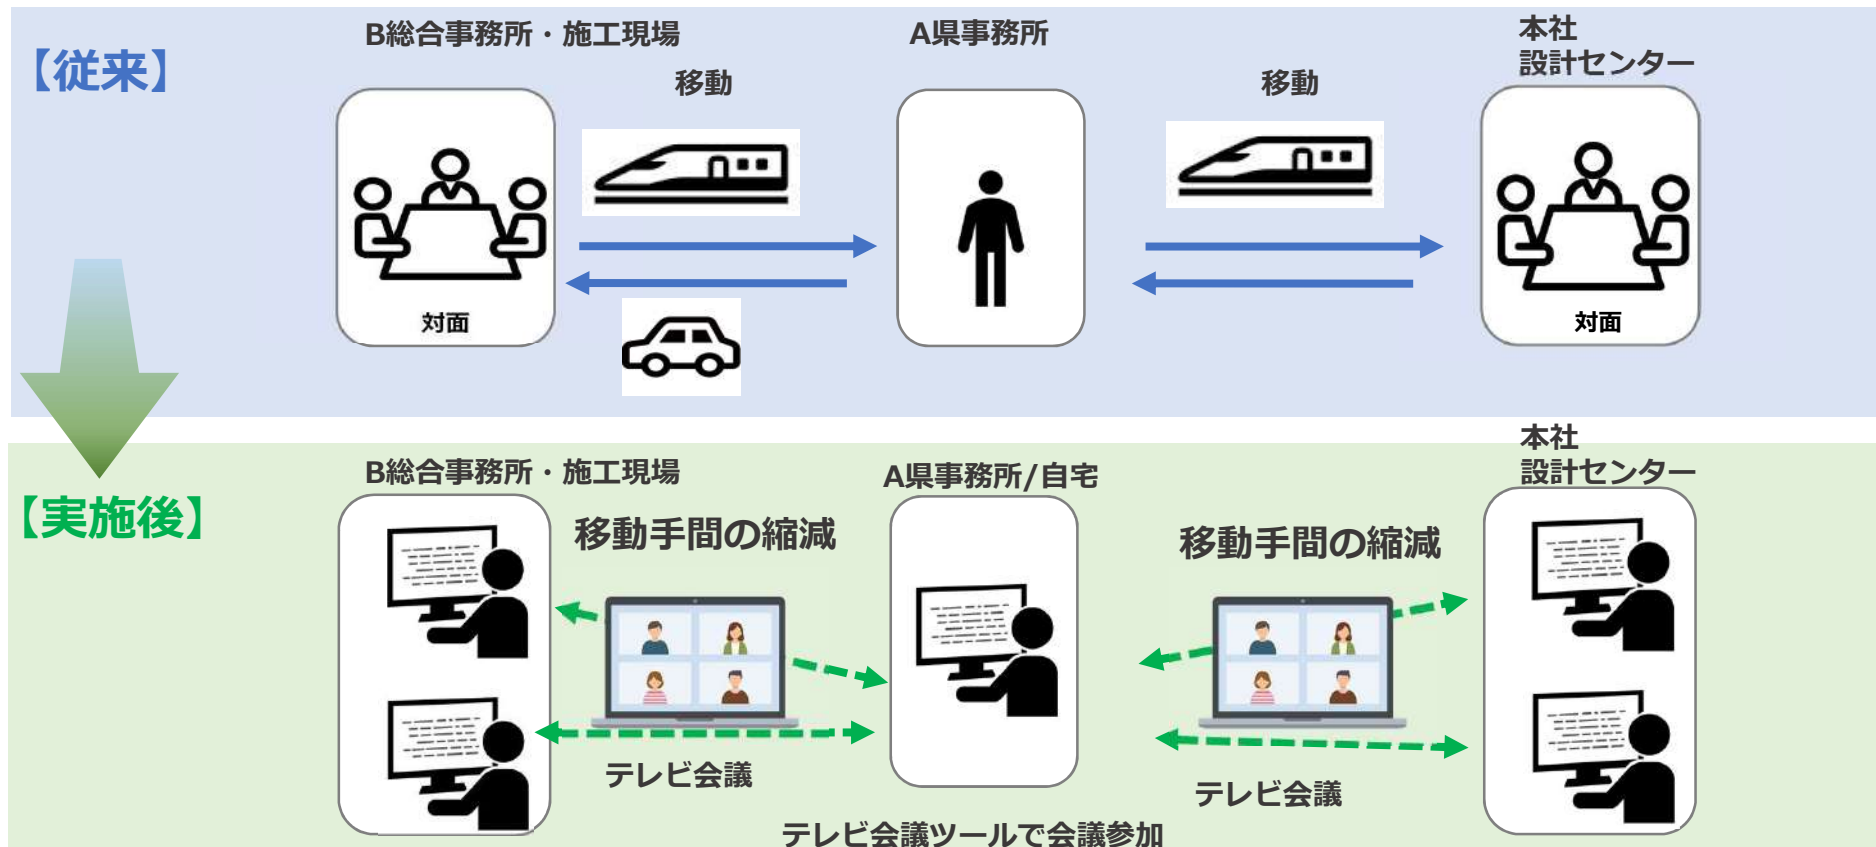 【従来】
B総合事務所・施工現場
A県事務所
本社
設計センター
移動
移動
対面
対面
【実施後】
B総合事務所・施工現場
A県事務所/自宅
本社
設計センター
移動手間の縮減
移動手間の縮減
テレビ会議
テレビ会議
テレビ会議ツールで会議参加